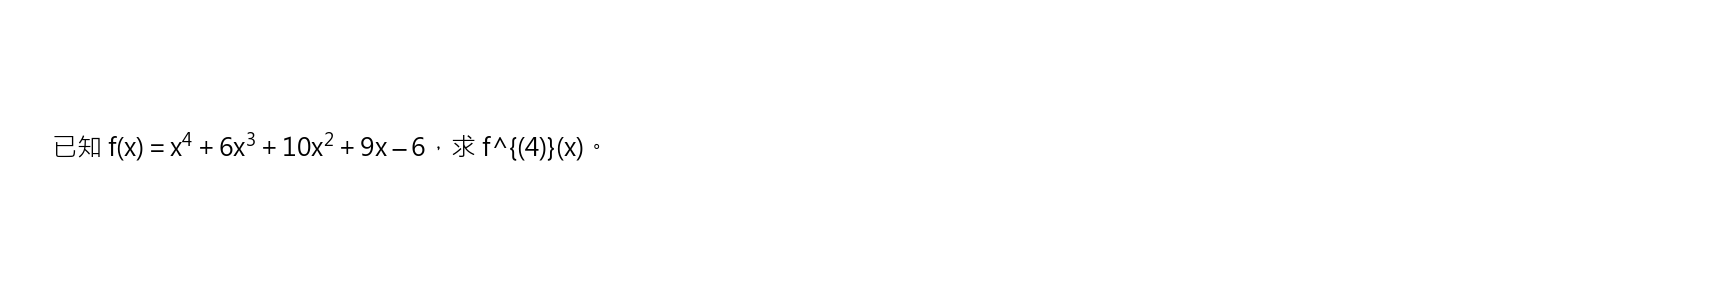 已知 f(x) = x⁴ + 6x³ + 10x² + 9x – 6，求 f^{(4)}(x)。